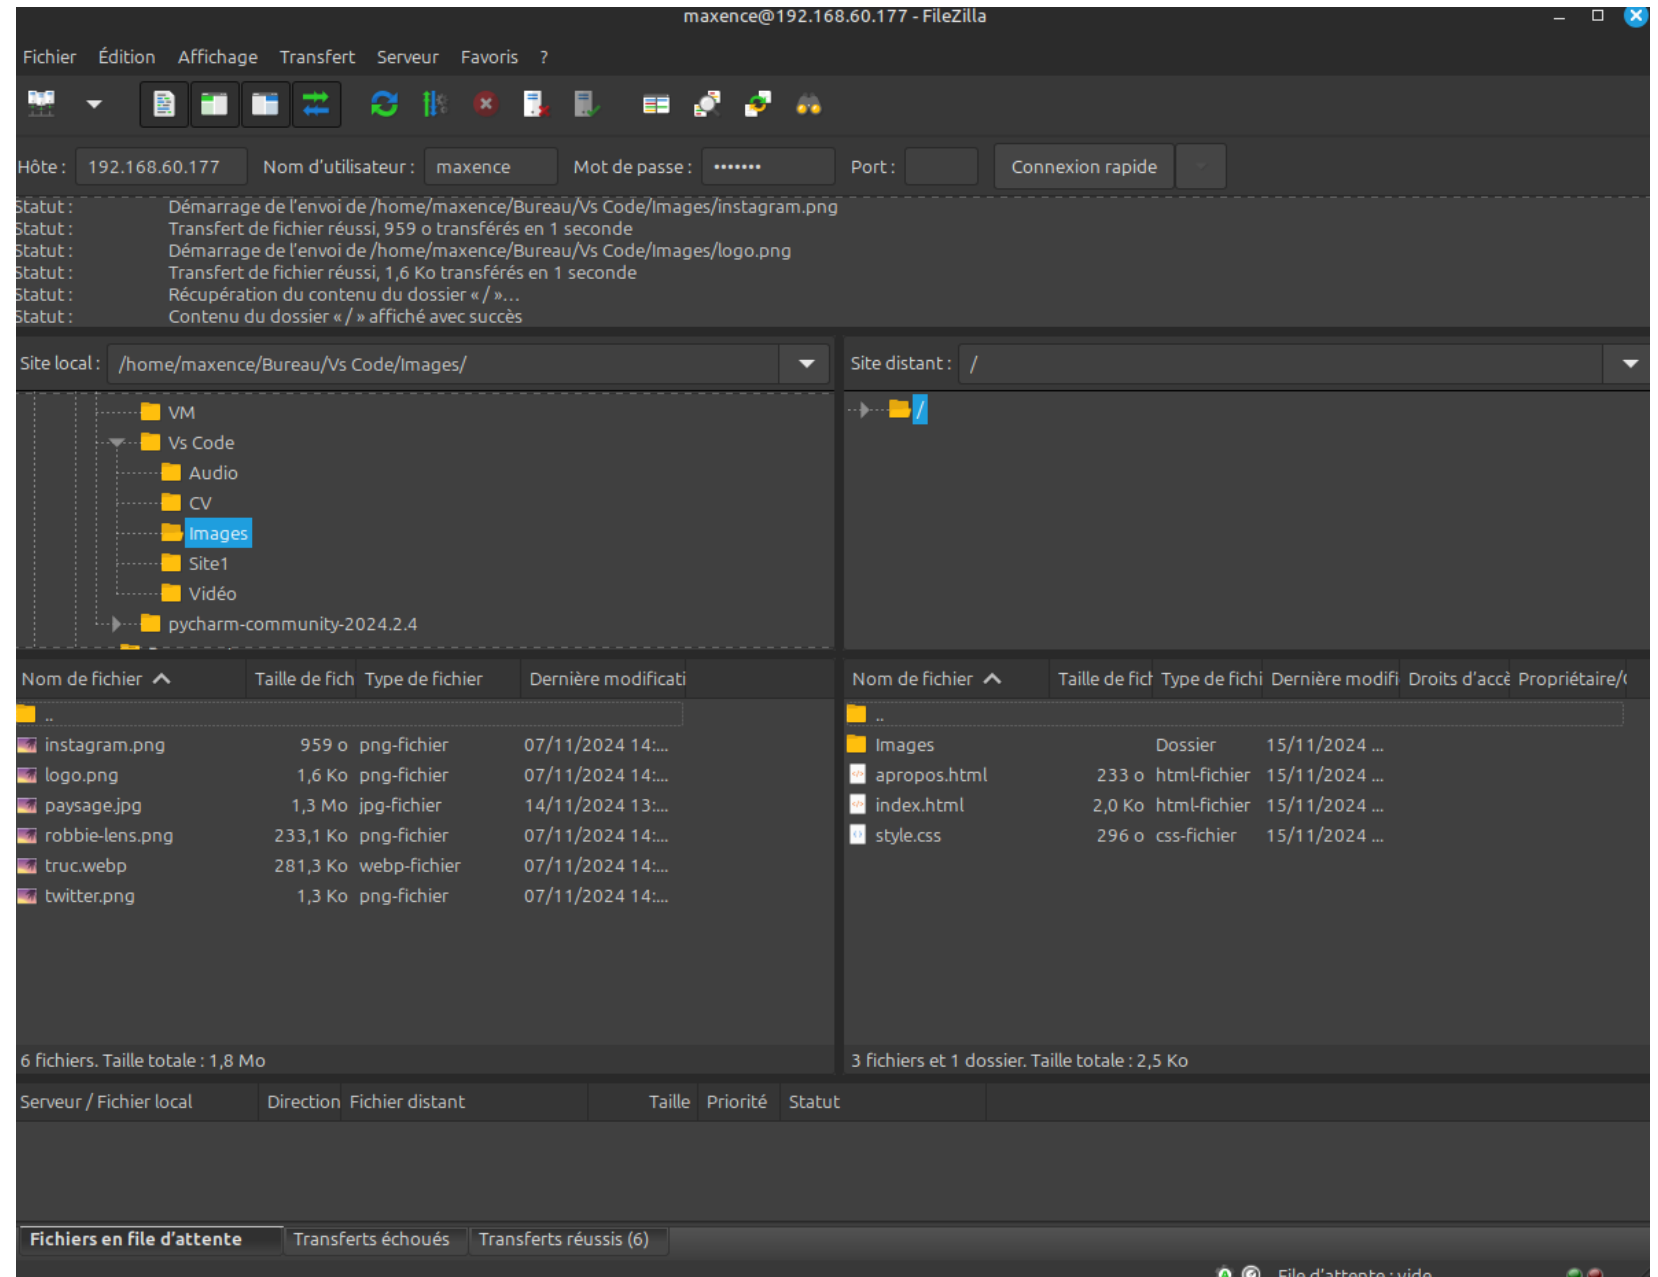 maxence@192.168.60.177 - FileZilla
Fichier Édition Affichage Transfert Serveur Favoris ?
Hôte : 192.168.60.177 Nom d'utilisateur : maxence Mot de passe : ••••••• Port : Connexion rapide
Statut : Démarrage de l'envoi de /home/maxence/Bureau/Vs Code/Images/instagram.png
Statut : Transfert de fichier réussi, 959 o transférés en 1 seconde
Statut : Démarrage de l'envoi de /home/maxence/Bureau/Vs Code/Images/logo.png
Statut : Transfert de fichier réussi, 1,6 Ko transférés en 1 seconde
Statut : Récupération du contenu du dossier « / »...
Statut : Contenu du dossier « / » affiché avec succès
Site local : /home/maxence/Bureau/Vs Code/Images/
VM
Vs Code
Audio
CV
Images
Site1
Vidéo
pycharm-community-2024.2.4
Site distant : /
/
Nom de fichier Taille de fich Type de fichier Dernière modificati
..
instagram.png 959 o png-fichier 07/11/2024 14:...
logo.png 1,6 Ko png-fichier 07/11/2024 14:...
paysage.jpg 1,3 Mo jpg-fichier 14/11/2024 13:...
robbie-lens.png 233,1 Ko png-fichier 07/11/2024 14:...
truc.webp 281,3 Ko webp-fichier 07/11/2024 14:...
twitter.png 1,3 Ko png-fichier 07/11/2024 14:...
6 fichiers. Taille totale : 1,8 Mo
Nom de fichier Taille de fich Type de fichi Dernière modifi Droits d'accè Propriétaire/
..
Images Dossier 15/11/2024 ...
apropos.html 233 o html-fichier 15/11/2024 ...
index.html 2,0 Ko html-fichier 15/11/2024 ...
style.css 296 o css-fichier 15/11/2024 ...
3 fichiers et 1 dossier. Taille totale : 2,5 Ko
Serveur / Fichier local Direction Fichier distant Taille Priorité Statut
Fichiers en file d'attente Transferts échoués Transferts réussis (6)
File d'attente : vide